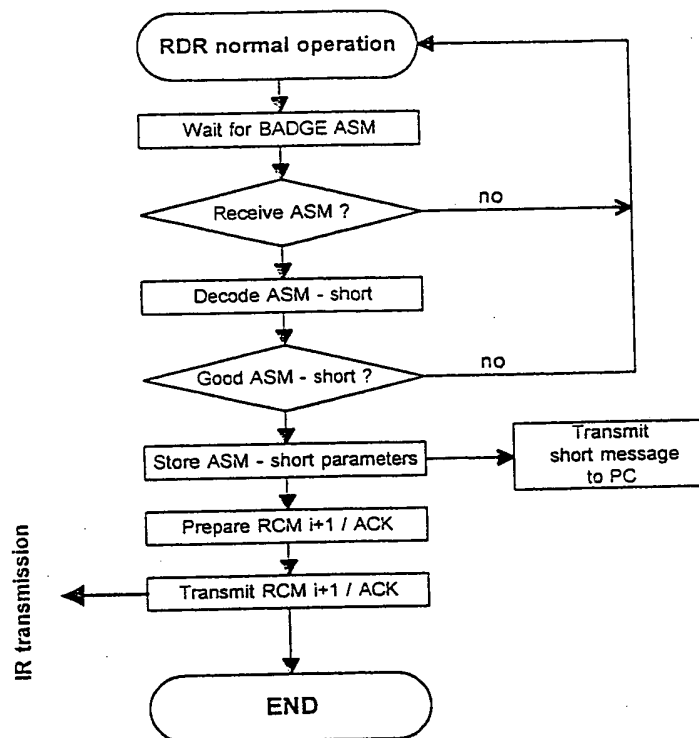 RDR normal operation
Wait for BADGE ASM
Receive ASM ?
no
Decode ASM - short
Good ASM - short ?
no
Store ASM - short parameters
Transmit
short message
to PC
Prepare RCM i+1 / ACK
Transmit RCM i+1 / ACK
IR transmission
END